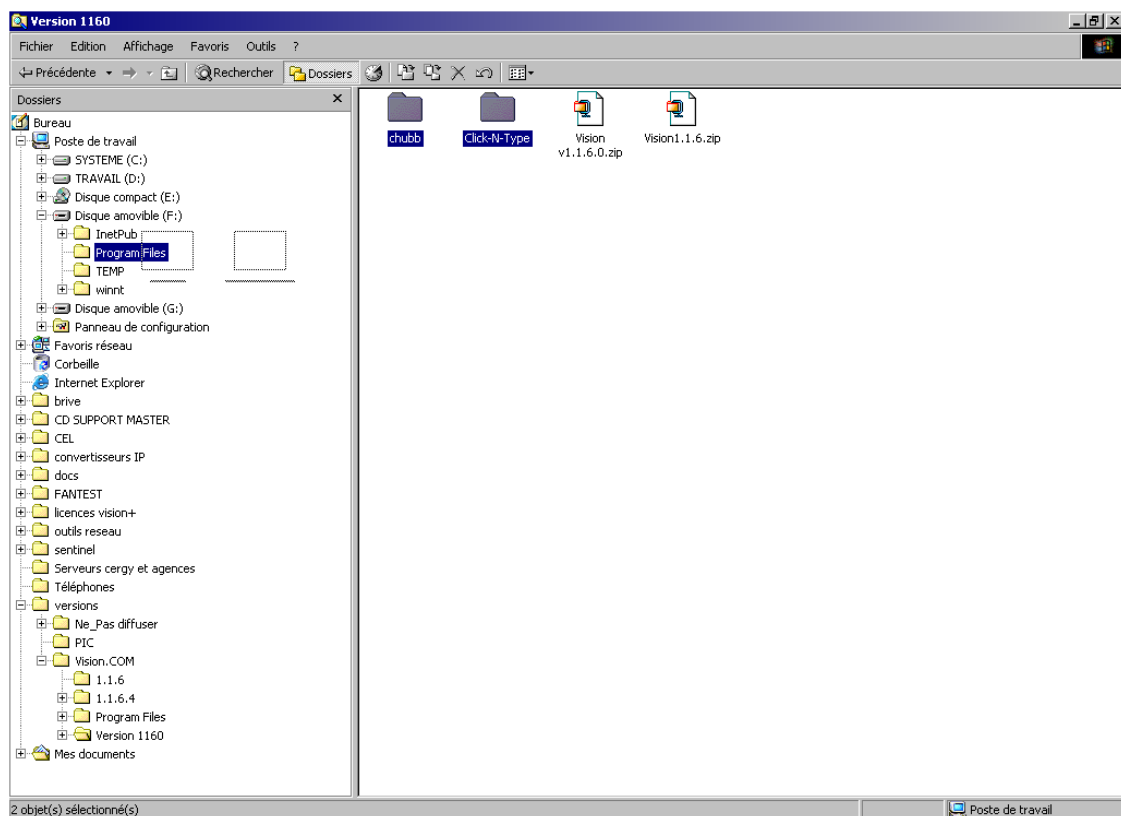 Version 1160
Fichier Edition Affichage Favoris Outils ?
Précédente Rechercher Dossiers
Dossiers
Bureau
Poste de travail
SYSTEME (C:)
TRAVAIL (D:)
Disque compact (E:)
Disque amovible (F:)
InetPub
Program Files
TEMP
winnt
Disque amovible (G:)
Panneau de configuration
Favoris réseau
Corbeille
Internet Explorer
brive
CD SUPPORT MASTER
CEL
convertisseurs IP
docs
FANTEST
licences vision+
outils reseau
sentinel
Serveurs cergy et agences
Téléphones
versions
Ne_Pas diffuser
PIC
Vision.COM
1.1.6
1.1.6.4
Program Files
Version 1160
Mes documents
chubb
Click-N-Type
Vision
v1.1.6.0.zip
Vision1.1.6.zip
2 objet(s) sélectionné(s)
Poste de travail